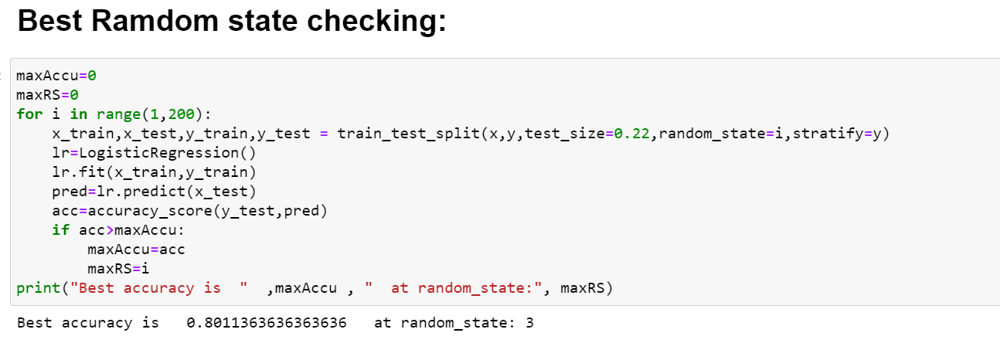 Best Ramdom state checking:
maxAccu=0
maxRS=0
for i in range(1,200):
    x_train,x_test,y_train,y_test = train_test_split(x,y,test_size=0.22,random_state=i,stratify=y)
    lr=LogisticRegression()
    lr.fit(x_train,y_train)
    pred=lr.predict(x_test)
    acc=accuracy_score(y_test,pred)
    if acc>maxAccu:
        maxAccu=acc
        maxRS=i
print("Best accuracy is  "  ,maxAccu , "  at random_state:", maxRS)
Best accuracy is   0.8011363636363636   at random_state: 3